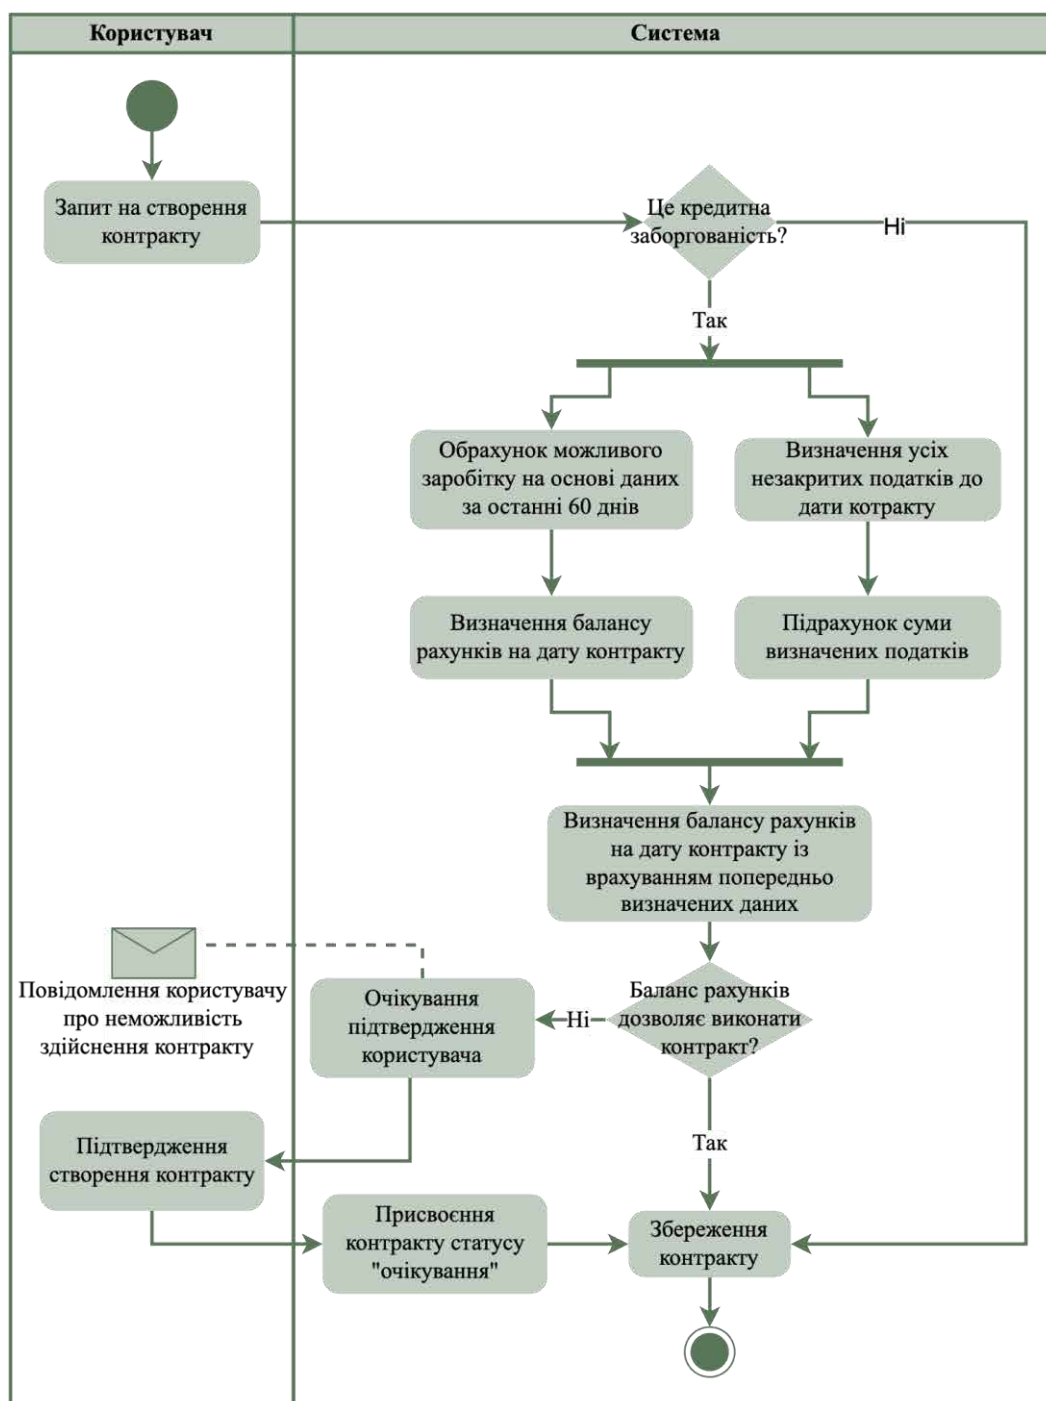 Користувач
Система
Запит на створення
контракту
Це кредитна
заборгованість?
Ні
Так
Обрахунок можливого
заробітку на основі даних
за останні 60 днів
Визначення усіх
незакритих податків до
дати котракту
Визначення балансу
рахунків на дату контракту
Підрахунок суми
визначених податків
Визначення балансу рахунків
на дату контракту із
врахуванням попередньо
визначених даних
Повідомлення користувачу
про неможливість
здійснення контракту
Очікування
підтвердження
користувача
Ні
Баланс рахунків
дозволяє виконати
контракт?
Так
Підтвердження
створення контракту
Присвоєння
контракту статусу
"очікування"
Збереження
контракту